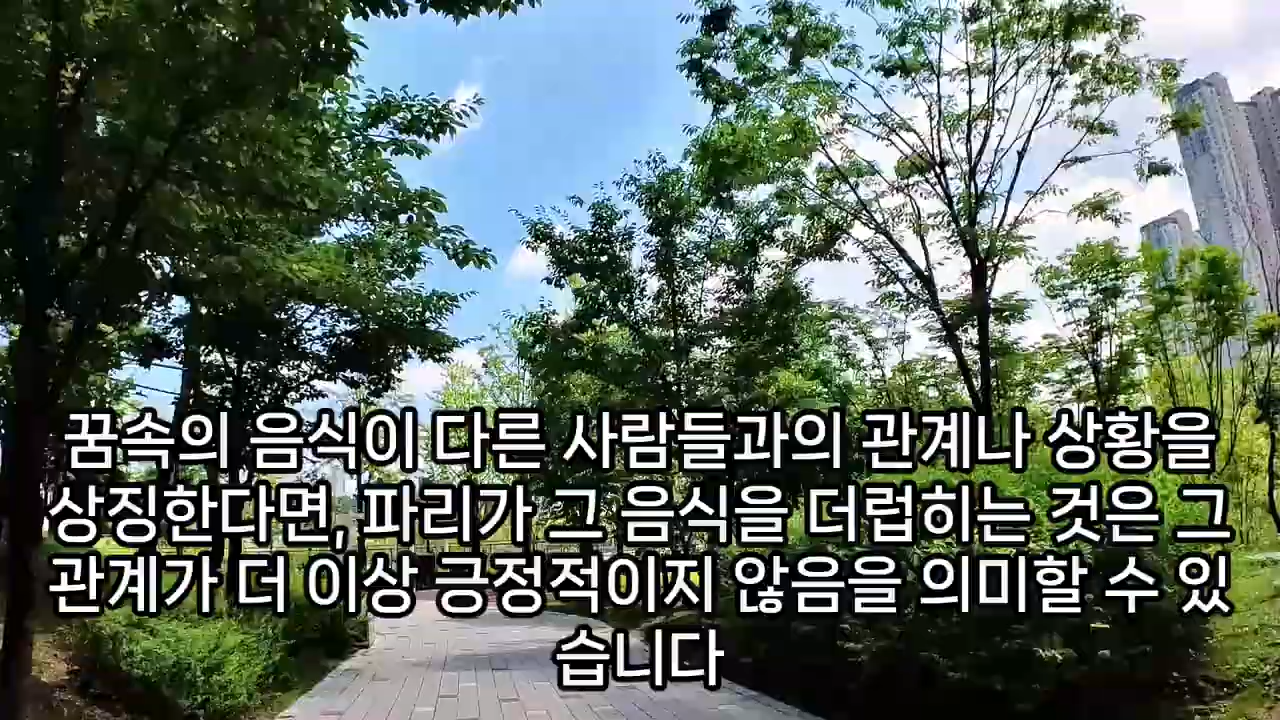 꿈속의 음식이 다른 사람들과의 관계나 상황을
상징한다면, 파리가 그 음식을 더럽히는 것은 그
관계가 더 이상 긍정적이지 않음을 의미할 수 있
습니다